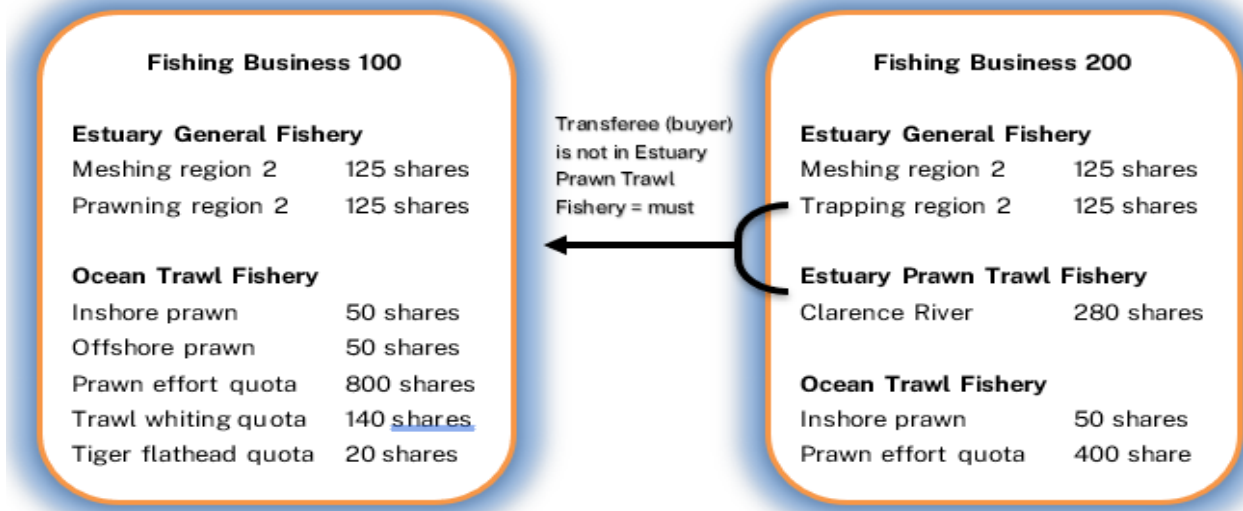 Fishing Business 100
Estuary General Fishery
Meshing region 2 125 shares
Prawning region 2 125 shares
Ocean Trawl Fishery
Inshore prawn 50 shares
Offshore prawn 50 shares
Prawn effort quota 800 shares
Trawl whiting quota 140 shares
Tiger flathead quota 20 shares
Transferee (buyer)
is not in Estuary
Prawn Trawl
Fishery = must
Fishing Business 200
Estuary General Fishery
Meshing region 2 125 shares
Trapping region 2 125 shares
Estuary Prawn Trawl Fishery
Clarence River 280 shares
Ocean Trawl Fishery
Inshore prawn 50 shares
Prawn effort quota 400 share